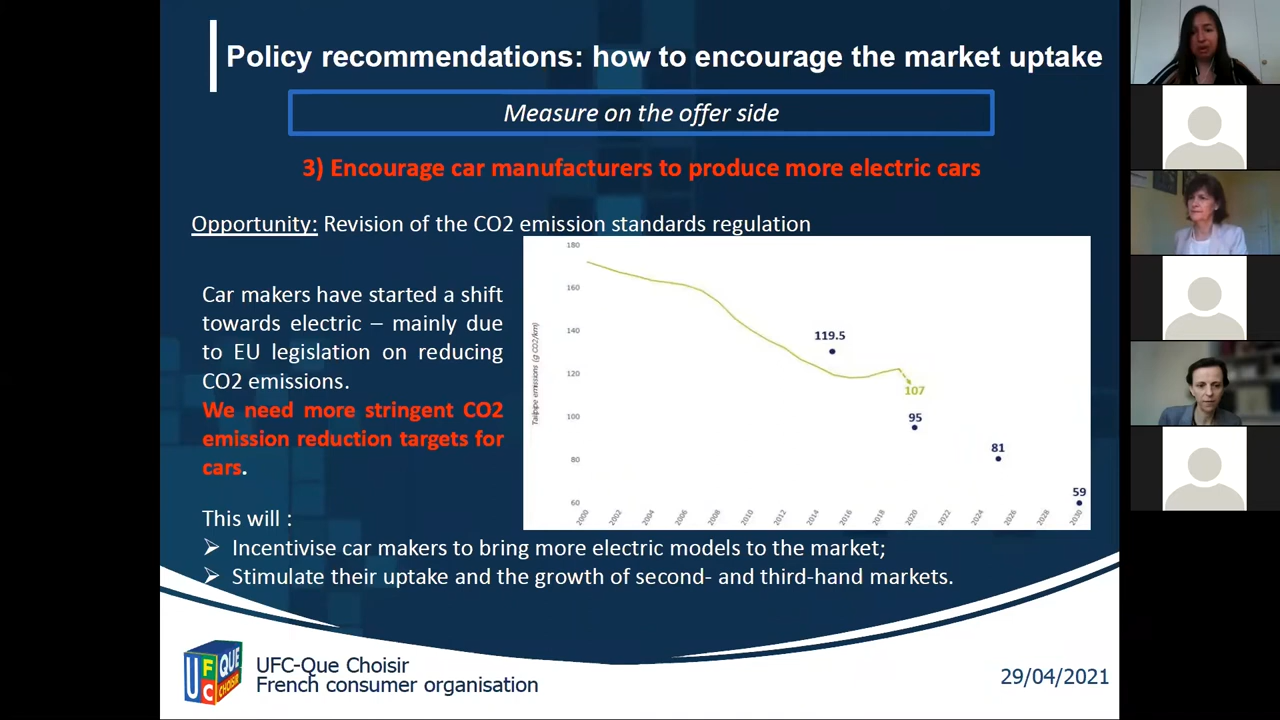 Policy recommendations: how to encourage the market uptake
Measure on the offer side
3) Encourage car manufacturers to produce more electric cars
Opportunity: Revision of the CO2 emission standards regulation
Car makers have started a shift
towards electric – mainly due
to EU legislation on reducing
CO2 emissions.
We need more stringent CO2
emission reduction targets for
cars.
180
160
140
120
100
80
60
Tailpipe emissions (g CO2/km)
119.5
107
95
81
59
2000
2002
2004
2006
2008
2010
2012
2014
2016
2018
2020
2022
2024
2026
2028
2030
This will :
➢ Incentivise car makers to bring more electric models to the market;
➢ Stimulate their uptake and the growth of second- and third-hand markets.
UFC
QUE
CHOISIR
UFC-Que Choisir
French consumer organisation
29/04/2021